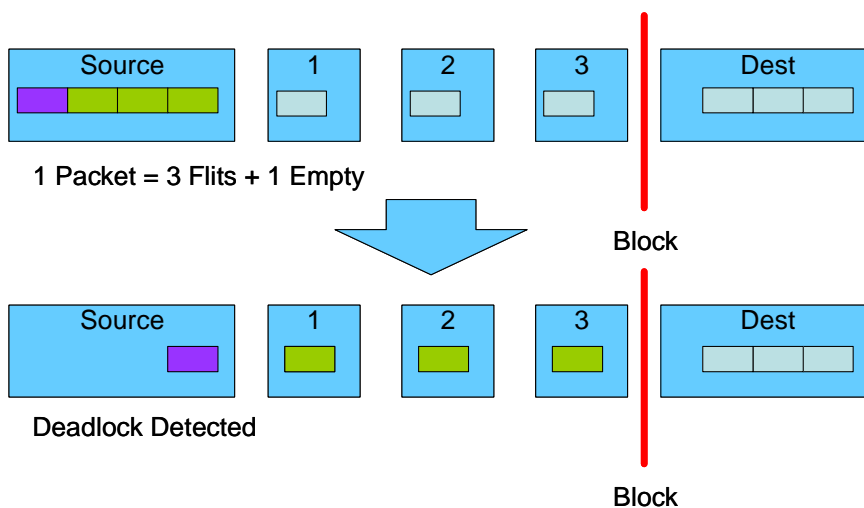 Source 1 2 3 Dest
1 Packet = 3 Flits + 1 Empty
Block
Source 1 2 3 Dest
Deadlock Detected
Block